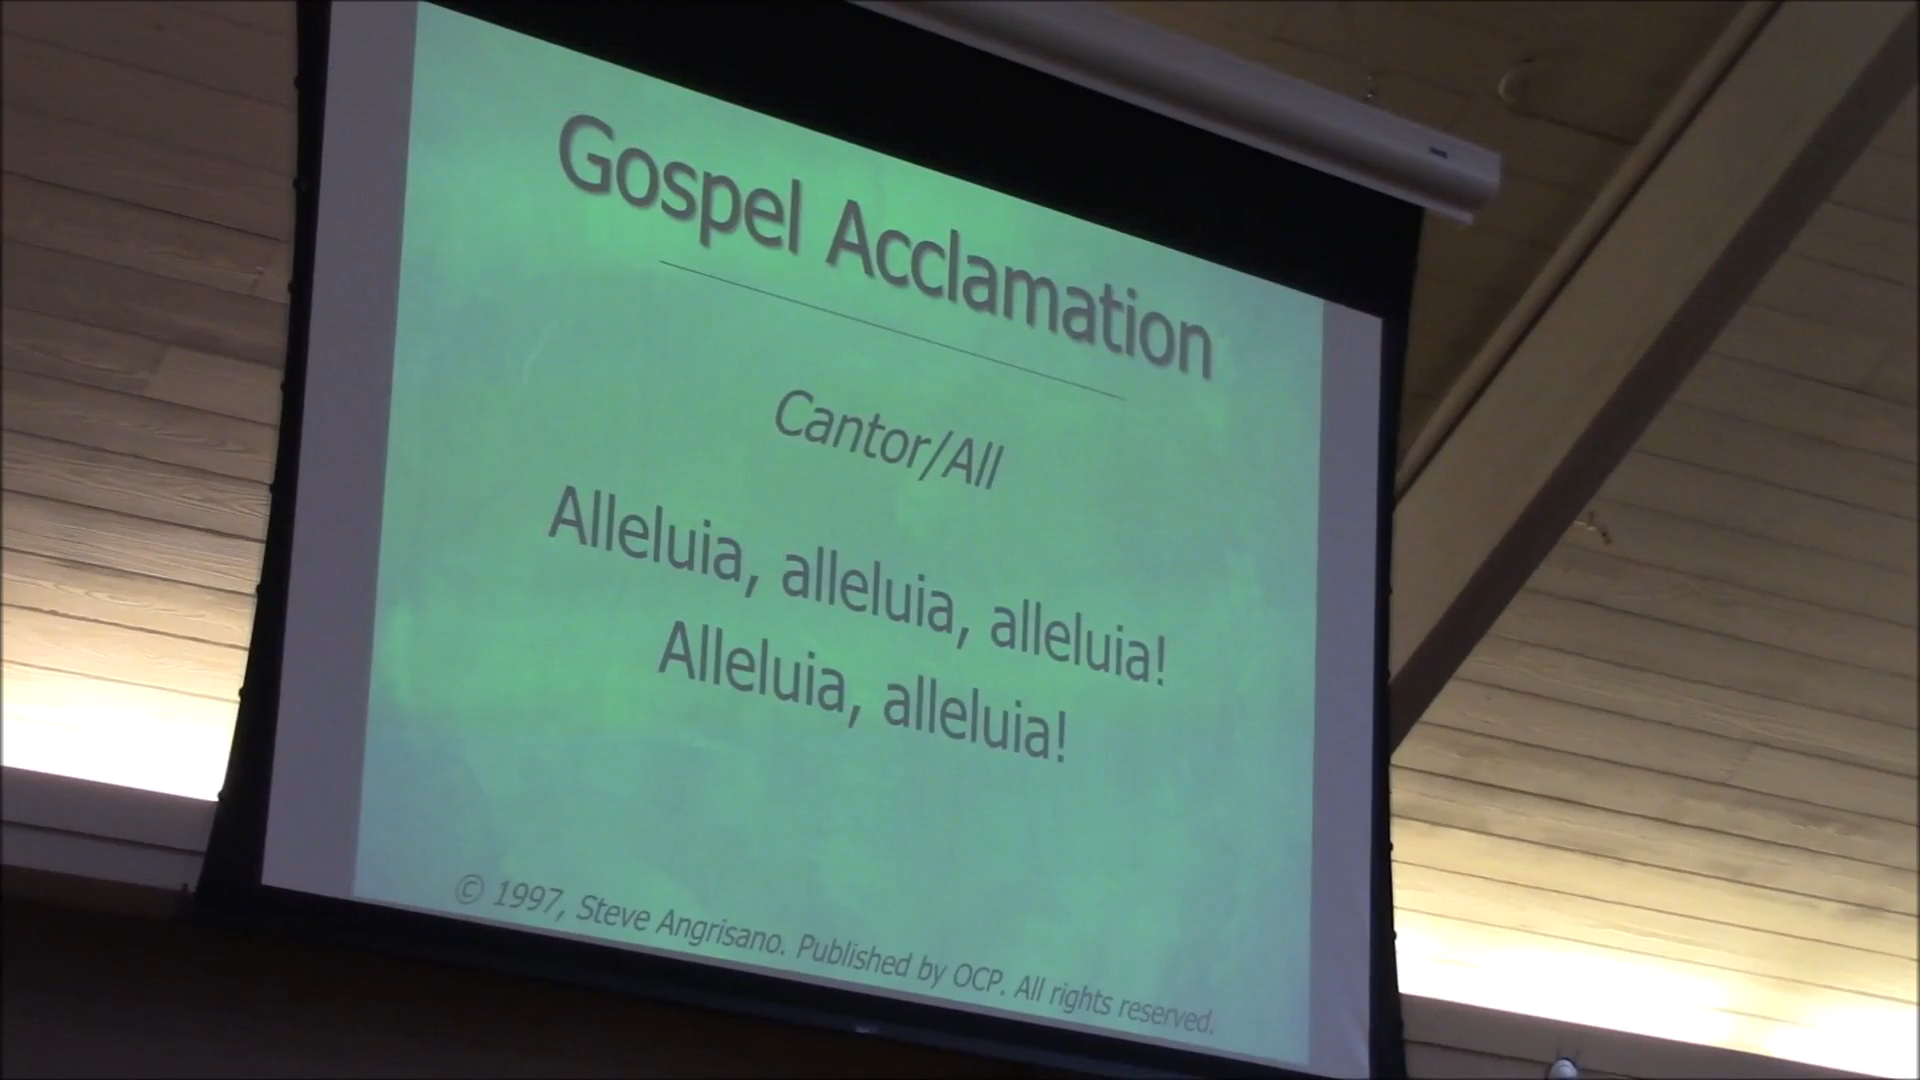 Gospel Acclamation
Cantor/All
Alleluia, alleluia, alleluia!
Alleluia, alleluia!
© 1997, Steve Angrisano. Published by OCP. All rights reserved.